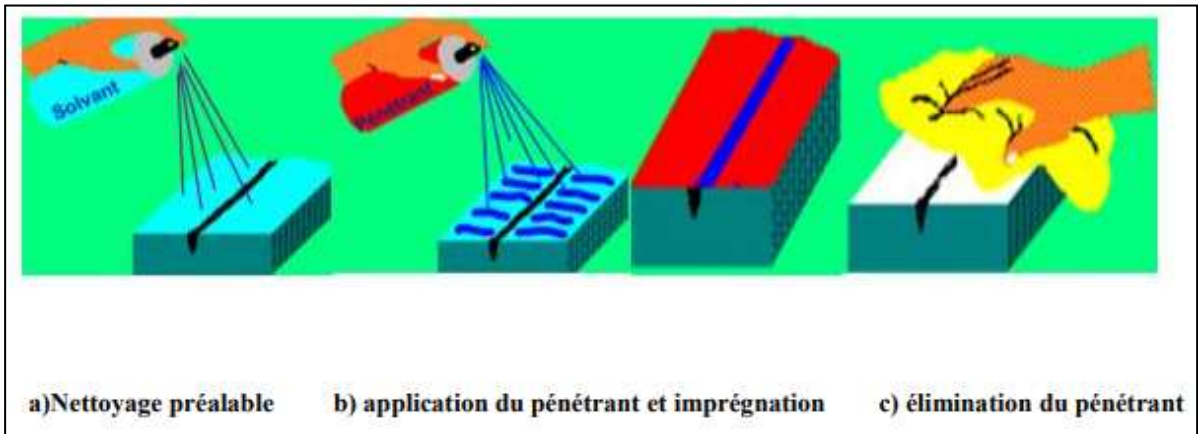 Solvant
Pénétrant
a)Nettoyage préalable
b) application du pénétrant et imprégnation
c) élimination du pénétrant